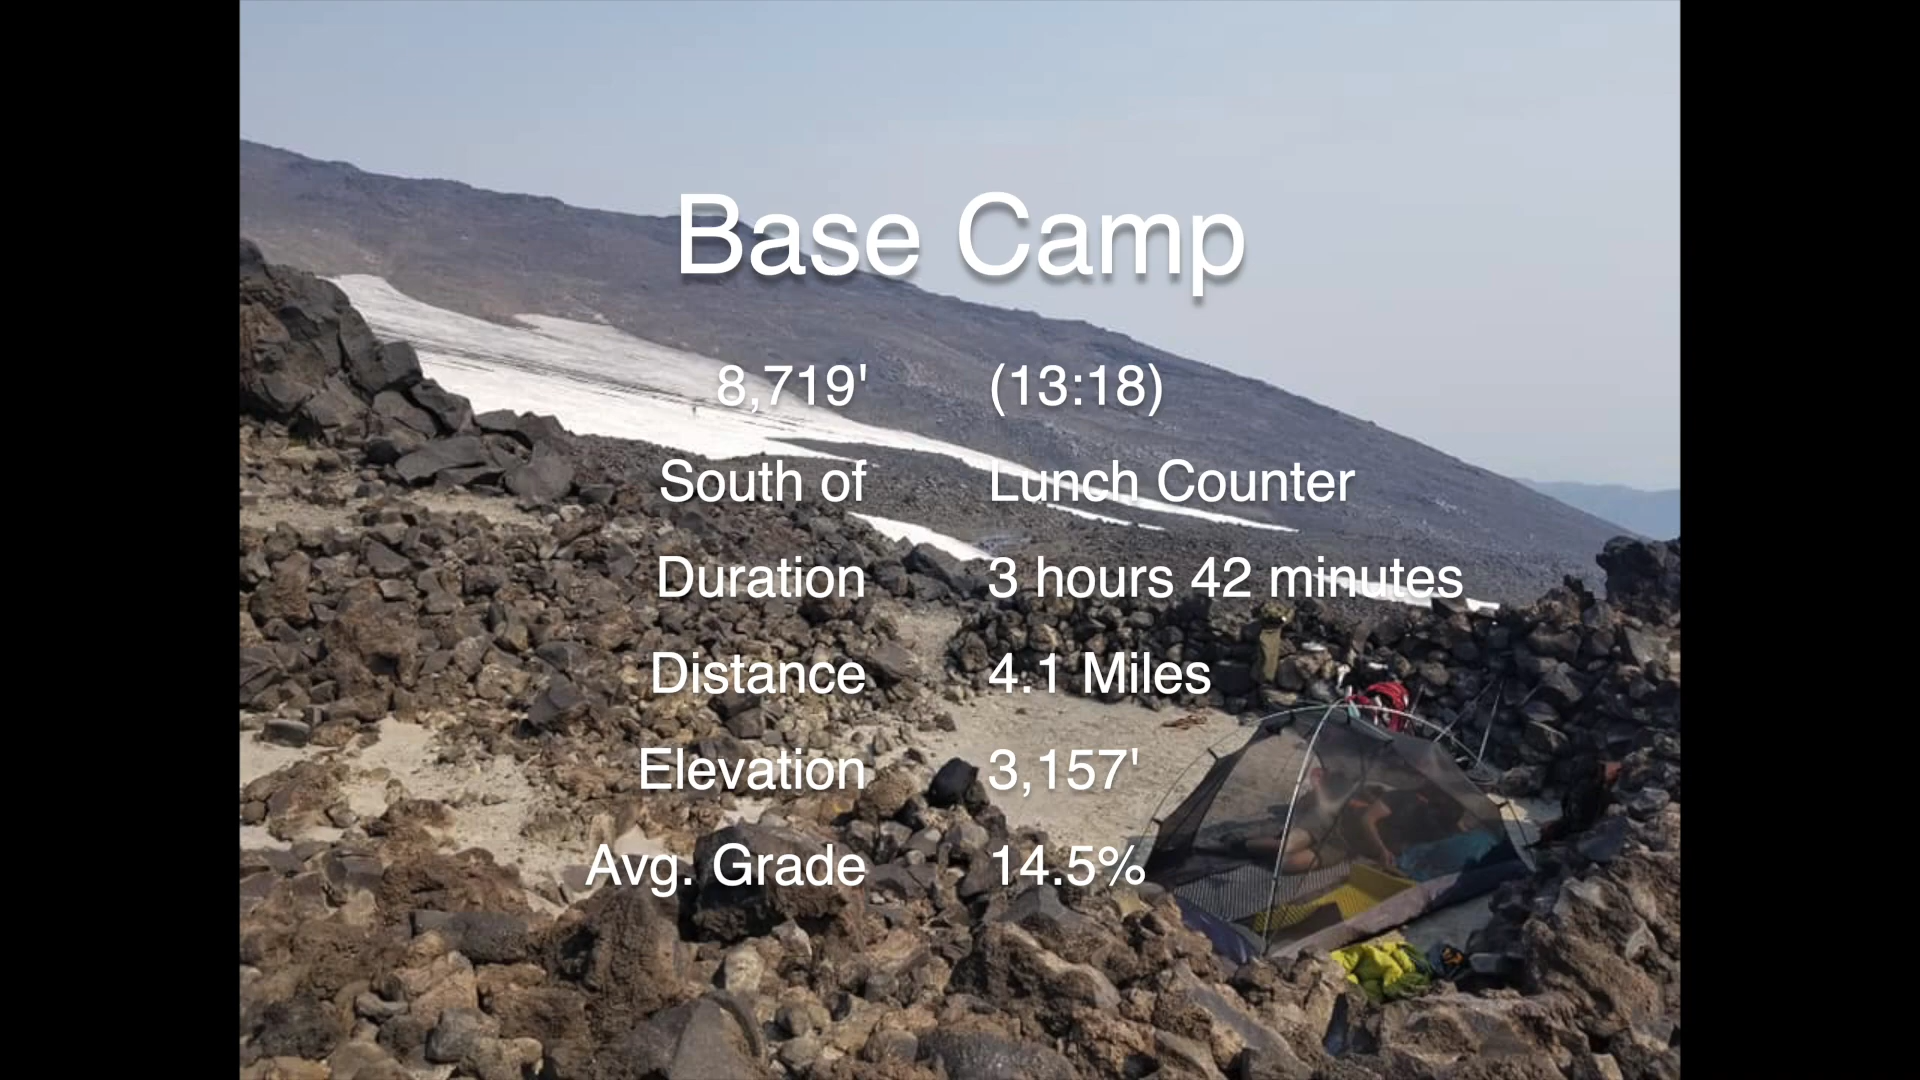 Base Camp
8,719' (13:18)
South of Lunch Counter
Duration 3 hours 42 minutes
Distance 4.1 Miles
Elevation 3,157'
Avg. Grade 14.5%